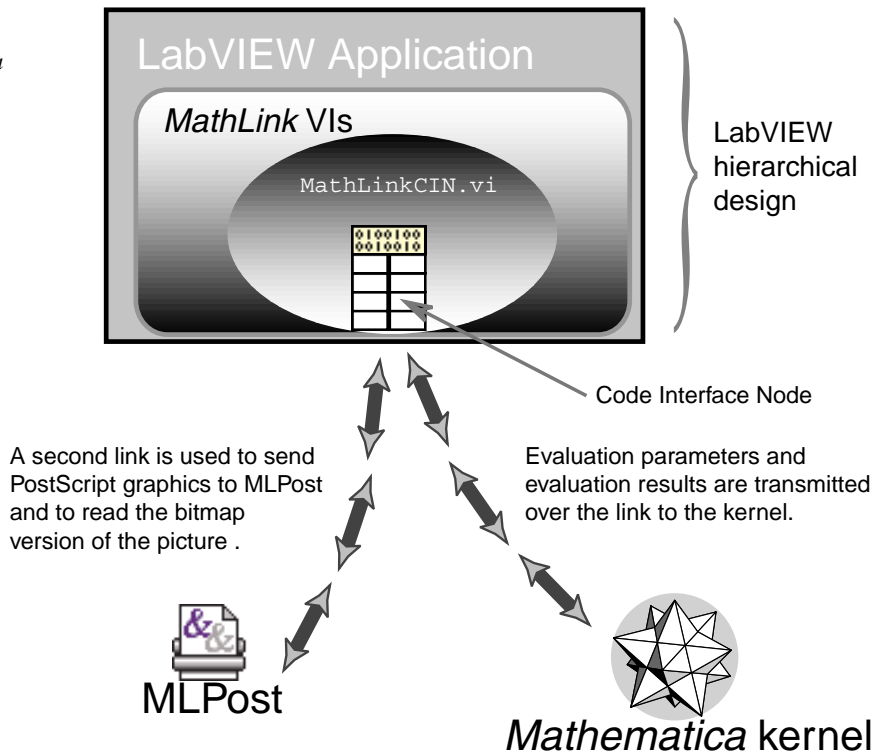 LabVIEW Application
MathLink VIs
MathLinkCIN.vi
0100100
0010010
LabVIEW
hierarchical
design
Code Interface Node
A second link is used to send
PostScript graphics to MLPost
and to read the bitmap
version of the picture .
Evaluation parameters and
evaluation results are transmitted
over the link to the kernel.
&&
MLPost
Mathematica kernel